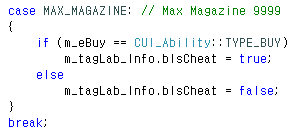 case MAX_MAGAZINE: // Max Magazine 9999
{
    if (m_eBuy == CUI_Ability::TYPE_BUY)
        m_tagLab_Info.bIsCheat = true;
    else
        m_tagLab_Info.bIsCheat = false;
}
break;